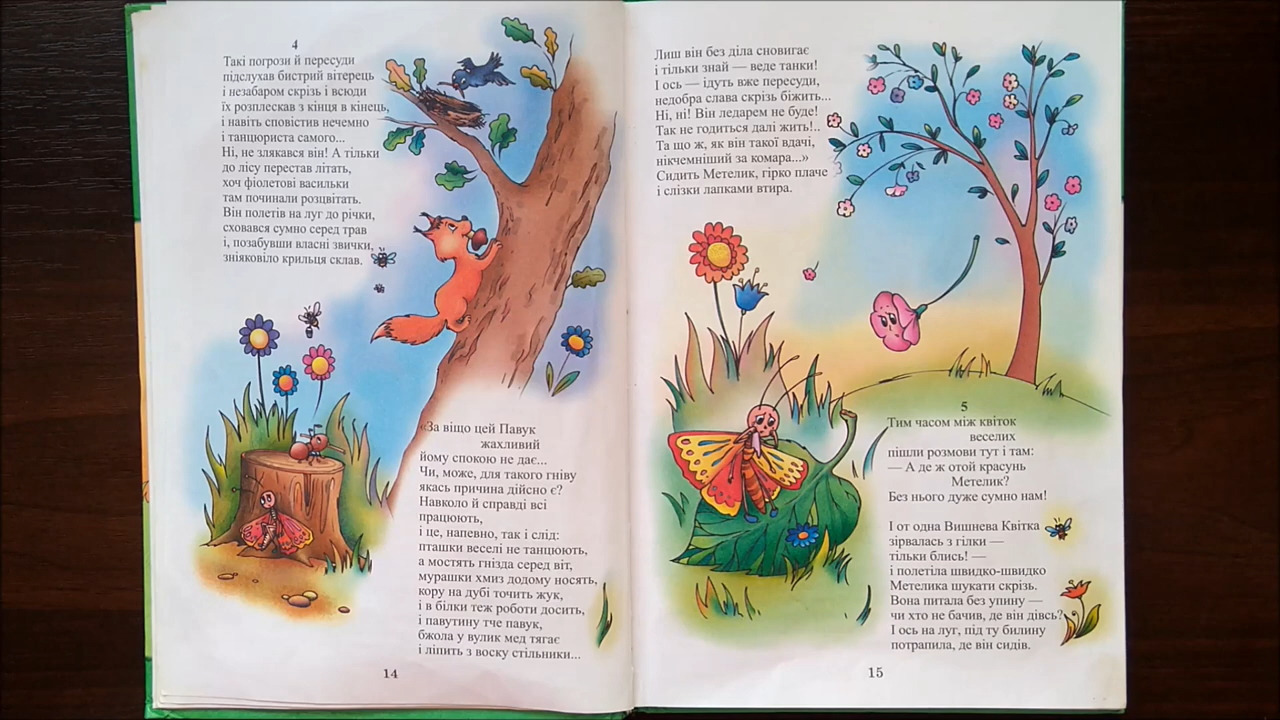 4
Такі погрози й пересуди
підслухав бистрий вітерець
і незабаром скрізь і всюди
їх розплескав з кінця в кінець,
і навіть сповістив нечемно
і танцюриста самого...
Ні, не злякався він! А тільки
до лісу перестав літать,
хоч фіолетові васильки
там починали розцвітать.
Він полетів на луг до річки,
сховався сумно серед трав
і, позабувши власні звички,
зніяковіло крильця склав.
«За віщо цей Павук
жахливий
йому спокою не дає...
Чи, може, для такого гніву
якась причина дійсно є?
Навколо й справді всі
працюють,
і це, напевно, так і слід:
пташки веселі не танцюють,
а мостять гнізда серед віт,
мурашки хмиз додому носять,
кору на дубі точить жук,
і в білки теж роботи досить,
і павутину тче павук,
бжола у вулик мед тягає
і ліпить з воску стільники...
14
Лиш він без діла сновигає
і тільки знай — веде танки!
І ось — ідуть вже пересуди,
недобра слава скрізь біжить...
Ні, ні! Він ледарем не буде!
Так не годиться далі жить!..
Та що ж, як він такої вдачі,
нікчемніший за комара...»
Сидить Метелик, гірко плаче
і слізки лапками втира.
5
Тим часом між квіток
веселих
пішли розмови тут і там:
— А де ж отой красунь
Метелик?
Без нього дуже сумно нам!
І от одна Вишнева Квітка
зірвалась з гілки —
тільки блись! —
і полетіла швидко-швидко
Метелика шукати скрізь.
Вона питала без упину —
чи хто не бачив, де він дівсь?
І ось на луг, під ту билину
потрапила, де він сидів.
15